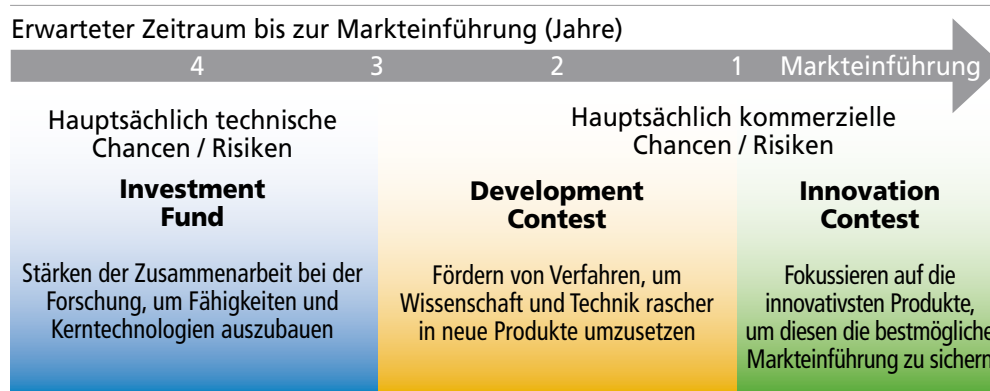 Erwarteter Zeitraum bis zur Markteinführung (Jahre)
4 3 2 1 Markteinführung
Hauptsächlich technische
Chancen / Risiken
Hauptsächlich kommerzielle
Chancen / Risiken
Investment
Fund
Stärken der Zusammenarbeit bei der
Forschung, um Fähigkeiten und
Kerntechnologien auszubauen
Development
Contest
Fördern von Verfahren, um
Wissenschaft und Technik rascher
in neue Produkte umzusetzen
Innovation
Contest
Fokussieren auf die
innovativsten Produkte,
um diesen die bestmögliche
Markteinführung zu sichern